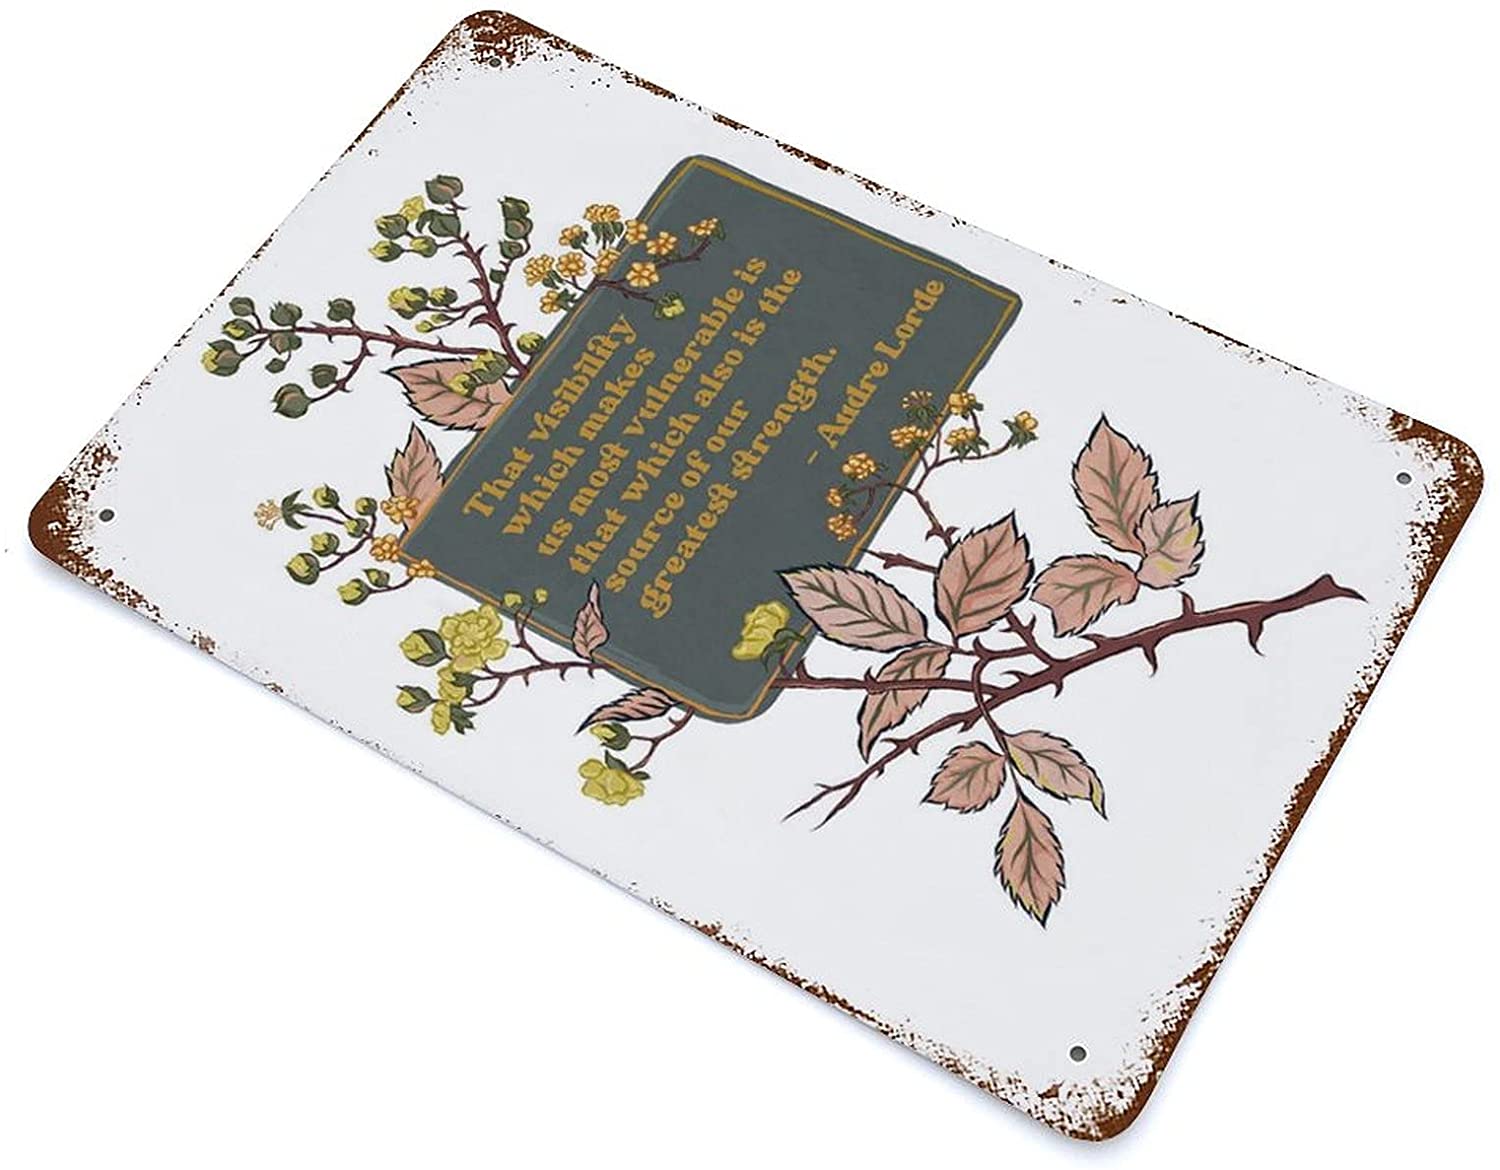 That visibility
which makes
us most vulnerable is
that which also is the
source of our
greatest strength.
- Audre Lorde